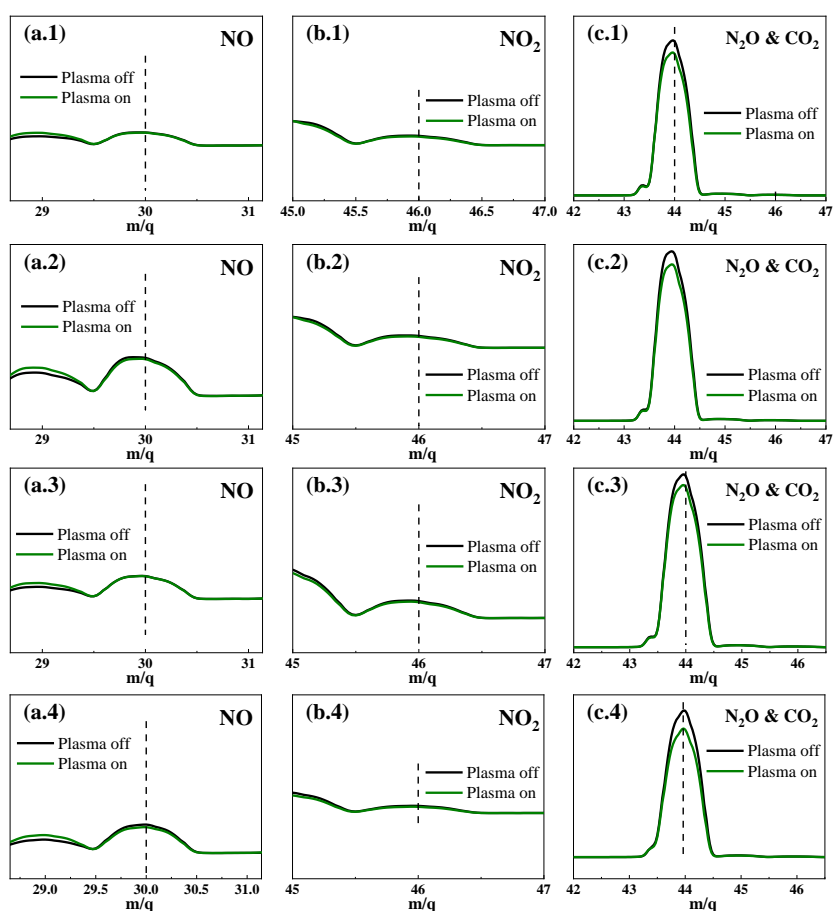 (a.1) NO
Plasma off
Plasma on
29 30 31
m/q
(b.1) NO₂
Plasma off
Plasma on
45.0 45.5 46.0 46.5 47.0
m/q
(c.1) N₂O & CO₂
Plasma off
Plasma on
42 43 44 45 46 47
m/q
(a.2) NO
Plasma off
Plasma on
29 30 31
m/q
(b.2) NO₂
Plasma off
Plasma on
45 46 47
m/q
(c.2) N₂O & CO₂
Plasma off
Plasma on
42 43 44 45 46 47
m/q
(a.3) NO
Plasma off
Plasma on
29 30 31
m/q
(b.3) NO₂
Plasma off
Plasma on
45 46 47
m/q
(c.3) N₂O & CO₂
Plasma off
Plasma on
42 43 44 45 46
m/q
(a.4) NO
Plasma off
Plasma on
29.0 29.5 30.0 30.5 31.0
m/q
(b.4) NO₂
Plasma off
Plasma on
45 46 47
m/q
(c.4) N₂O & CO₂
Plasma off
Plasma on
42 43 44 45 46 47
m/q